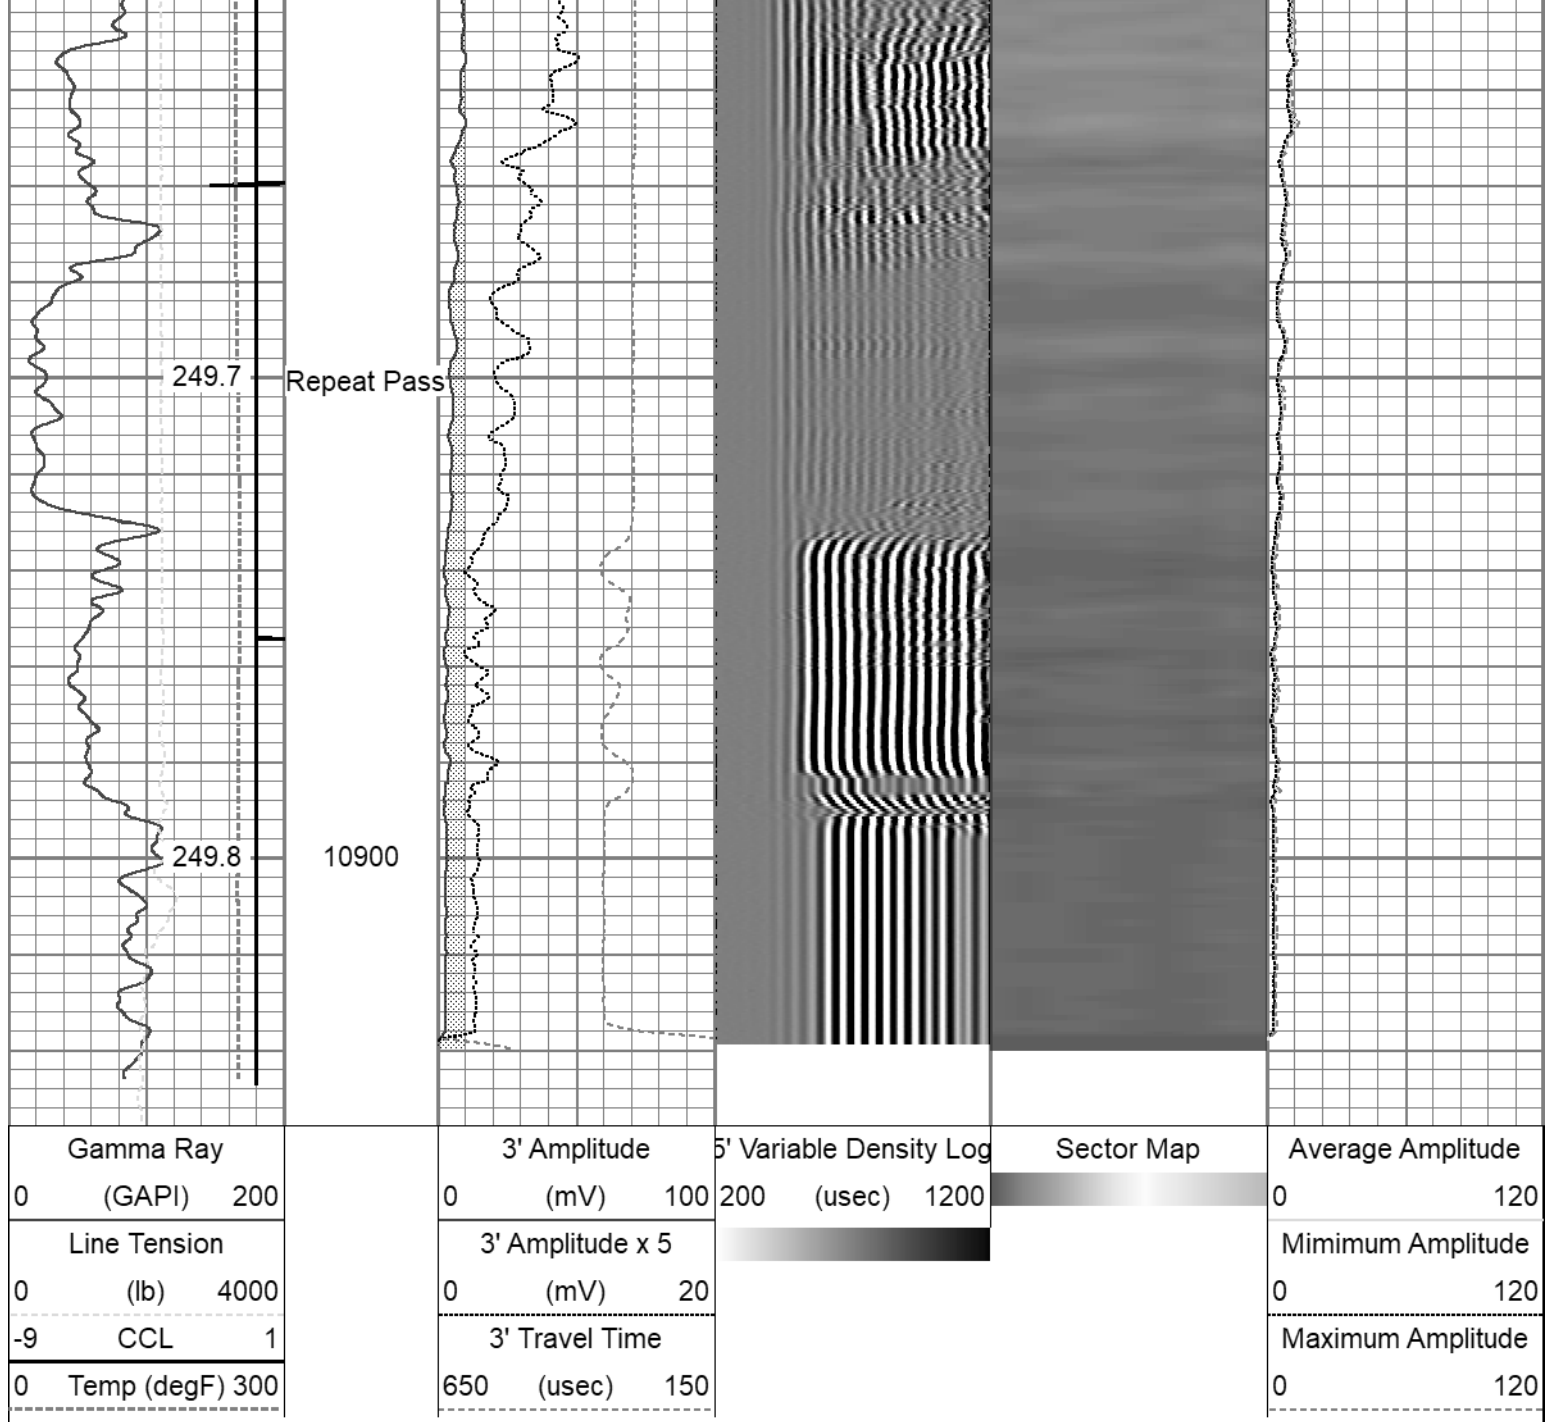 249.7
Repeat Pass
249.8
10900
Gamma Ray
0 (GAPI) 200
Line Tension
0 (lb) 4000
-9 CCL 1
0 Temp (degF) 300
3' Amplitude
0 (mV) 100
3' Amplitude x 5
0 (mV) 20
3' Travel Time
650 (usec) 150
5' Variable Density Log
200 (usec) 1200
Sector Map
Average Amplitude
0 120
Mimimum Amplitude
0 120
Maximum Amplitude
0 120